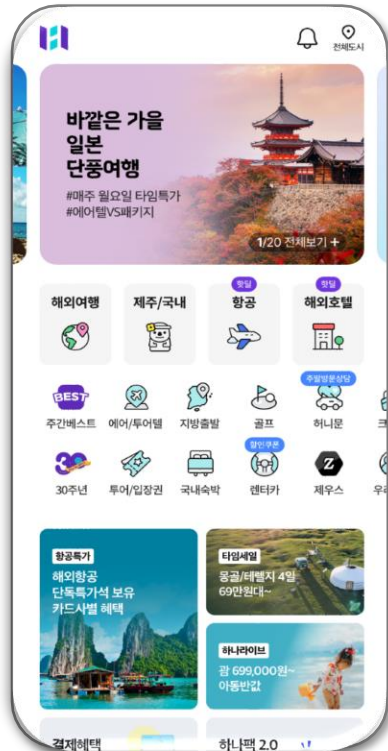 전체도시
바깥은 가을
일본
단풍여행
#매주 월요일 타임특가
#에어텔VS패키지
1/20 전체보기 +
핫딜
핫딜
해외여행
제주/국내
항공
해외호텔
주말방문상담
BEST
주간베스트
에어/투어텔
지방출발
골프
허니문
할인쿠폰
30주년
투어/입장권
국내숙박
렌터카
제우스
항공특가
해외항공
단독특가석 보유
카드사별 혜택
타임세일
몽골/테를지 4일
69만원대~
하나라이브
괌 699,000원~
아동반값
결제혜택
하나팩 2.0